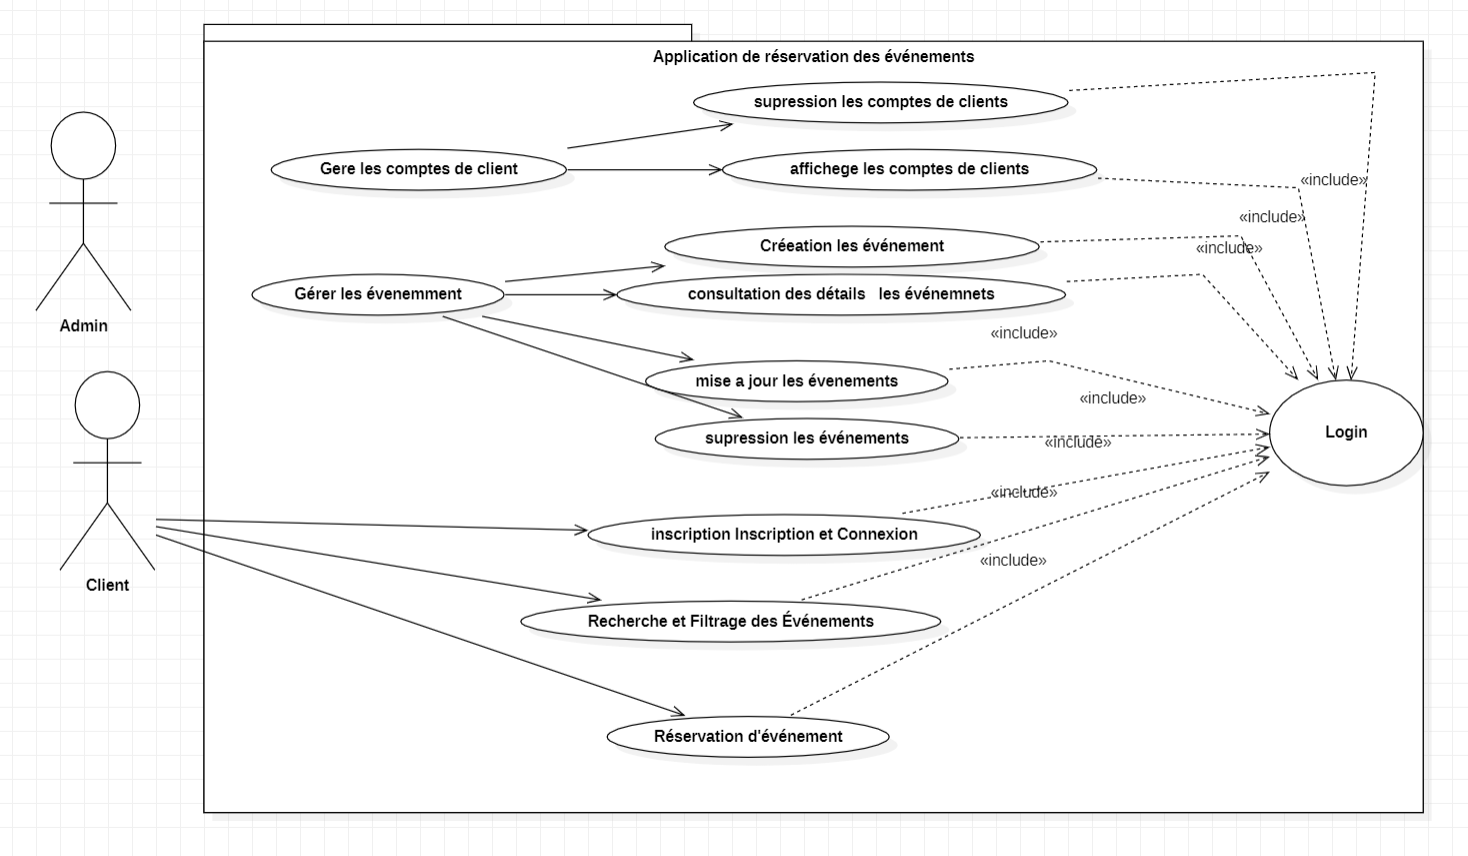 Application de réservation des événements
supression les comptes de clients
Gere les comptes de client
affichege les comptes de clients
«include»
«include»
Créeation les événement
«include»
Gérer les évenemment
consultation des détails   les événemnets
Admin
«include»
mise a jour les évenements
«include»
supression les événements
«include»
Login
«include»
inscription Inscription et Connexion
«include»
Client
Recherche et Filtrage des Événements
Réservation d'événement